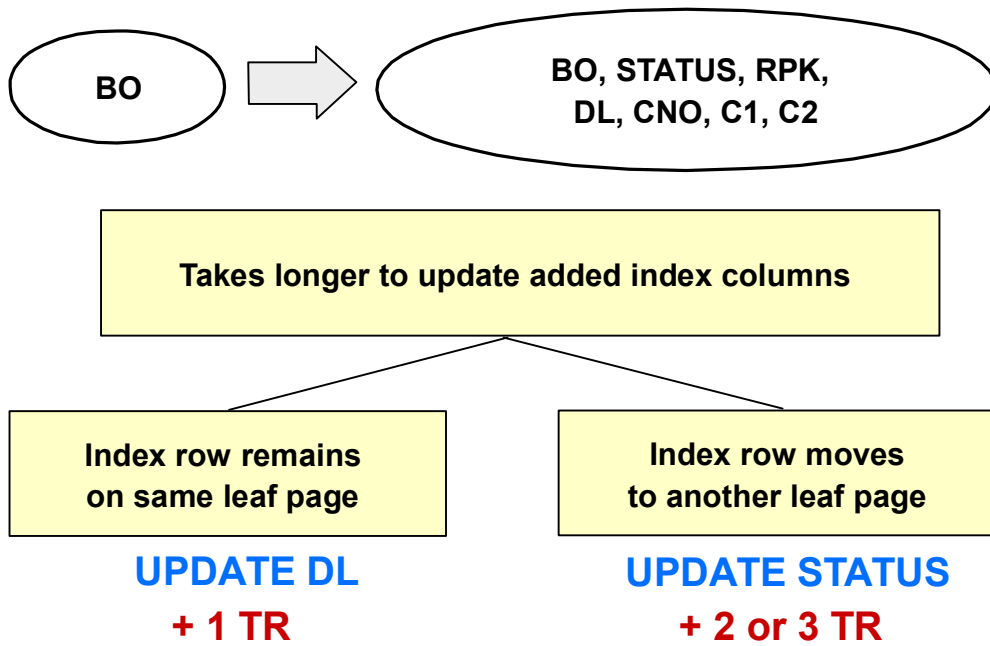 BO
BO, STATUS, RPK,
DL, CNO, C1, C2
Takes longer to update added index columns
Index row remains
on same leaf page
Index row moves
to another leaf page
UPDATE DL
+ 1 TR
UPDATE STATUS
+ 2 or 3 TR